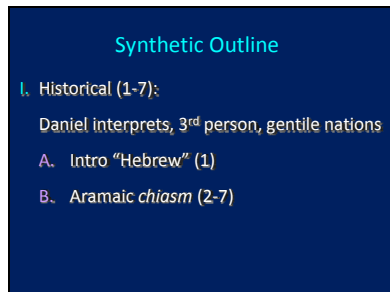 Synthetic Outline
I. Historical (1-7):
Daniel interprets, 3rd person, gentile nations
A. Intro “Hebrew” (1)
B. Aramaic chiasm (2-7)